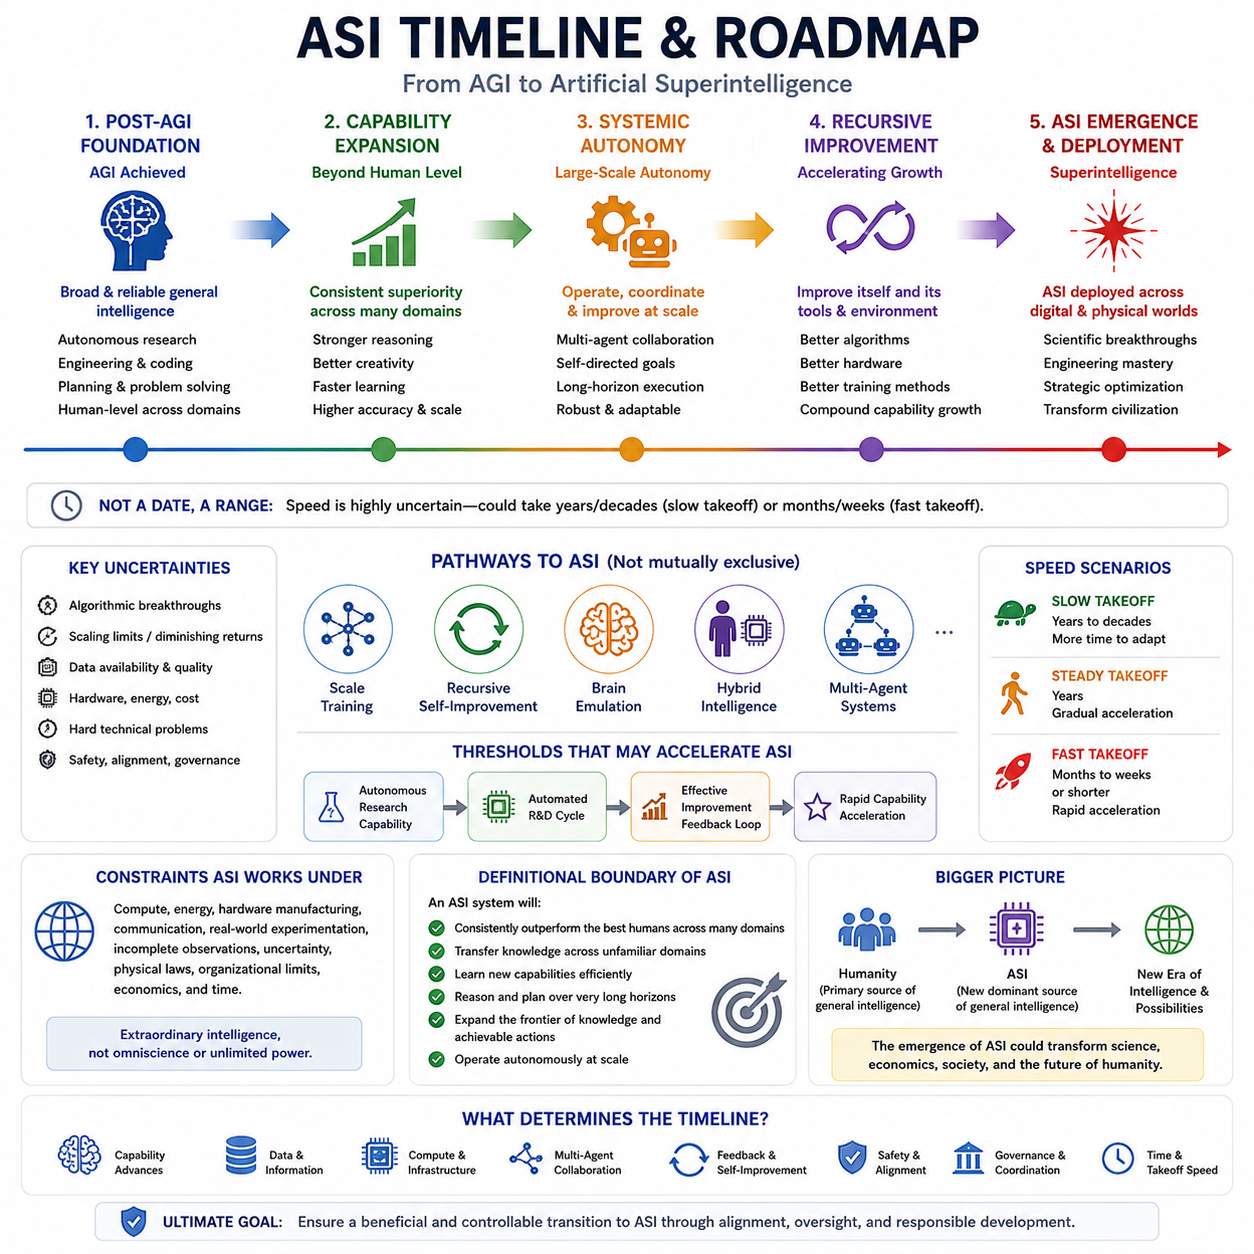 ASI TIMELINE & ROADMAP
From AGI to Artificial Superintelligence
1. POST-AGI
FOUNDATION
AGI Achieved
Broad & reliable general
intelligence
Autonomous research
Engineering & coding
Planning & problem solving
Human-level across domains
2. CAPABILITY
EXPANSION
Beyond Human Level
Consistent superiority
across many domains
Stronger reasoning
Better creativity
Faster learning
Higher accuracy & scale
3. SYSTEMIC
AUTONOMY
Large-Scale Autonomy
Operate, coordinate
& improve at scale
Multi-agent collaboration
Self-directed goals
Long-horizon execution
Robust & adaptable
4. RECURSIVE
IMPROVEMENT
Accelerating Growth
Improve itself and its
tools & environment
Better algorithms
Better hardware
Better training methods
Compound capability growth
5. ASI EMERGENCE
& DEPLOYMENT
Superintelligence
ASI deployed across
digital & physical worlds
Scientific breakthroughs
Engineering mastery
Strategic optimization
Transform civilization
NOT A DATE, A RANGE: Speed is highly uncertain—could take years/decades (slow takeoff) or months/weeks (fast takeoff).
KEY UNCERTAINTIES
Algorithmic breakthroughs
Scaling limits / diminishing returns
Data availability & quality
Hardware, energy, cost
Hard technical problems
Safety, alignment, governance
PATHWAYS TO ASI (Not mutually exclusive)
Scale
Training
Recursive
Self-Improvement
Brain
Emulation
Hybrid
Intelligence
Multi-Agent
Systems
...
THRESHOLDS THAT MAY ACCELERATE ASI
Autonomous
Research
Capability
Automated
R&D Cycle
Effective
Improvement
Feedback Loop
Rapid Capability
Acceleration
SPEED SCENARIOS
SLOW TAKEOFF
Years to decades
More time to adapt
STEADY TAKEOFF
Years
Gradual acceleration
FAST TAKEOFF
Months to weeks
or shorter
Rapid acceleration
CONSTRAINTS ASI WORKS UNDER
Compute, energy, hardware manufacturing,
communication, real-world experimentation,
incomplete observations, uncertainty,
physical laws, organizational limits,
economics, and time.
Extraordinary intelligence,
not omniscience or unlimited power.
DEFINITIONAL BOUNDARY OF ASI
An ASI system will:
Consistently outperform the best humans across many domains
Transfer knowledge across unfamiliar domains
Learn new capabilities efficiently
Reason and plan over very long horizons
Expand the frontier of knowledge and
achievable actions
Operate autonomously at scale
BIGGER PICTURE
Humanity
(Primary source of
general intelligence)
ASI
(New dominant source
of general intelligence)
New Era of
Intelligence &
Possibilities
The emergence of ASI could transform science,
economics, society, and the future of humanity.
WHAT DETERMINES THE TIMELINE?
Capability
Advances
Data &
Information
Compute &
Infrastructure
Multi-Agent
Collaboration
Feedback &
Self-Improvement
Safety &
Alignment
Governance &
Coordination
Time &
Takeoff Speed
ULTIMATE GOAL: Ensure a beneficial and controllable transition to ASI through alignment, oversight, and responsible development.